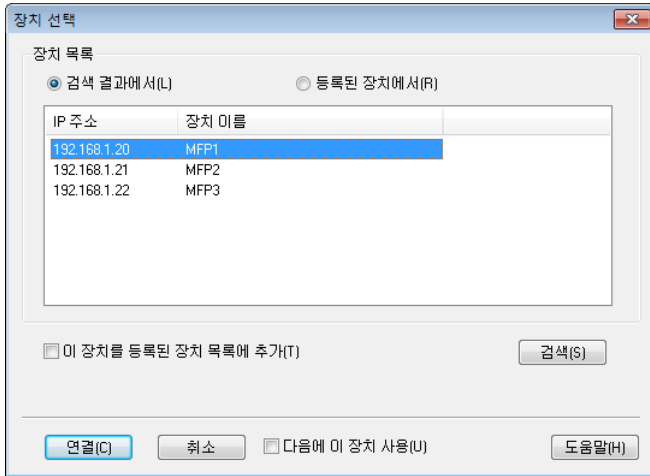 장치 선택
장치 목록
검색 결과에서(L) 등록된 장치에서(R)
IP 주소 장치 이름
192.168.1.20 MFP1
192.168.1.21 MFP2
192.168.1.22 MFP3
이 장치를 등록된 장치 목록에 추가(T) 검색(S)
연결(C) 취소 다음에 이 장치 사용(U) 도움말(H)